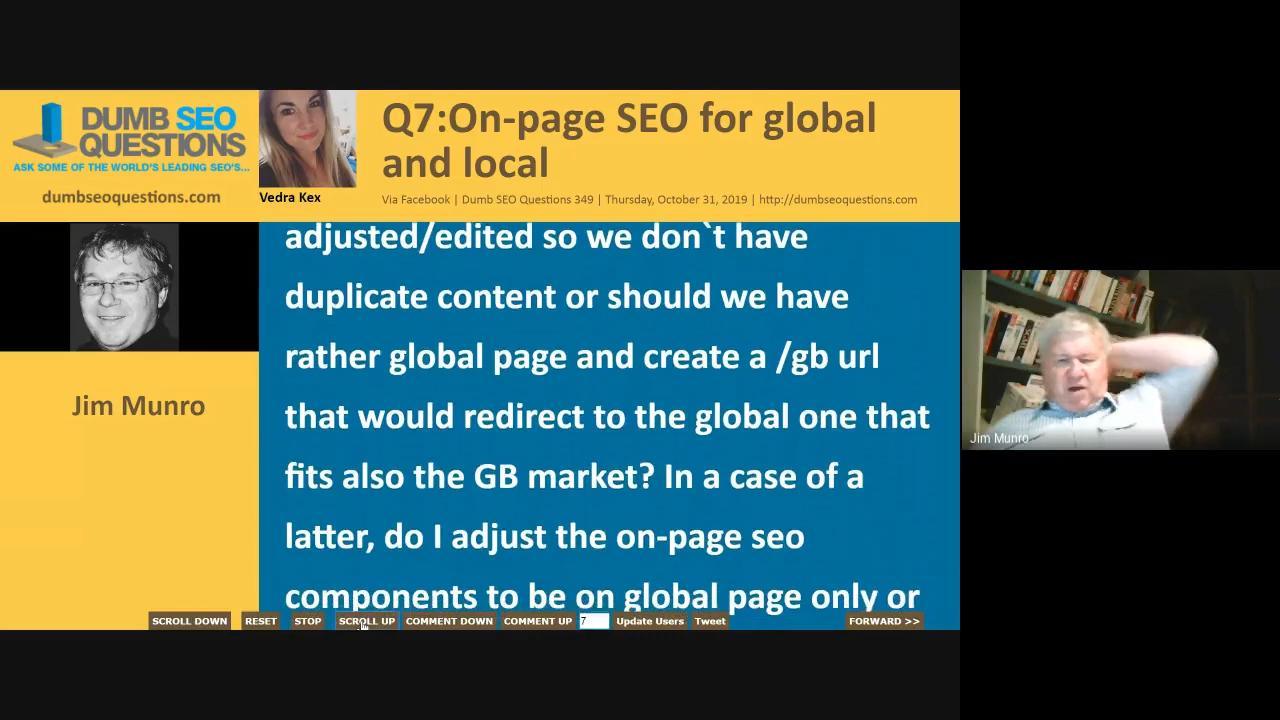 DUMB SEO
QUESTIONS
ASK SOME OF THE WORLD'S LEADING SEO'S...
dumbseoquestions.com
Vedra Kex
Q7:On-page SEO for global
and local
Via Facebook | Dumb SEO Questions 349 | Thursday, October 31, 2019 | http://dumbseoquestions.com
Jim Munro
adjusted/edited so we don`t have
duplicate content or should we have
rather global page and create a /gb url
that would redirect to the global one that
fits also the GB market? In a case of a
latter, do I adjust the on-page seo
components to be on global page only or
SCROLL DOWN RESET STOP SCROLL UP COMMENT DOWN COMMENT UP 7 Update Users Tweet FORWARD >>
Jim Munro